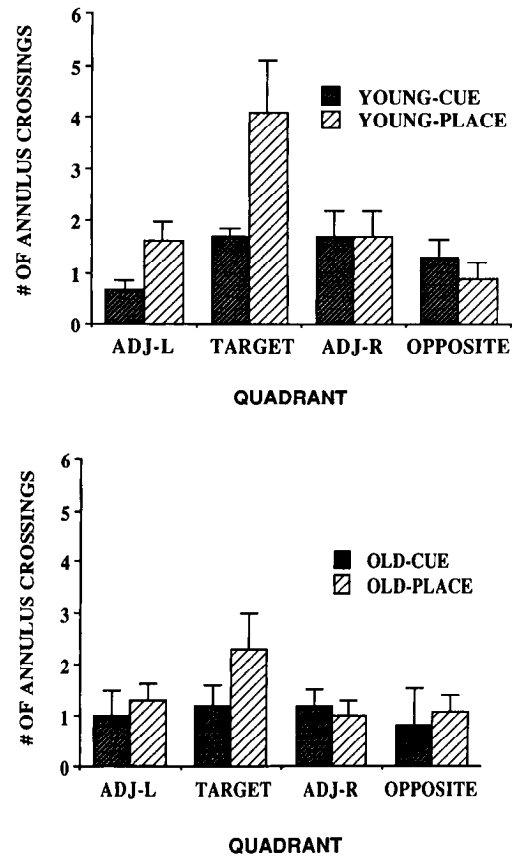 # OF ANNULUS CROSSINGS
6
5
4
3
2
1
0
YOUNG-CUE
YOUNG-PLACE
ADJ-L TARGET ADJ-R OPPOSITE
QUADRANT
# OF ANNULUS CROSSINGS
6
5
4
3
2
1
0
OLD-CUE
OLD-PLACE
ADJ-L TARGET ADJ-R OPPOSITE
QUADRANT